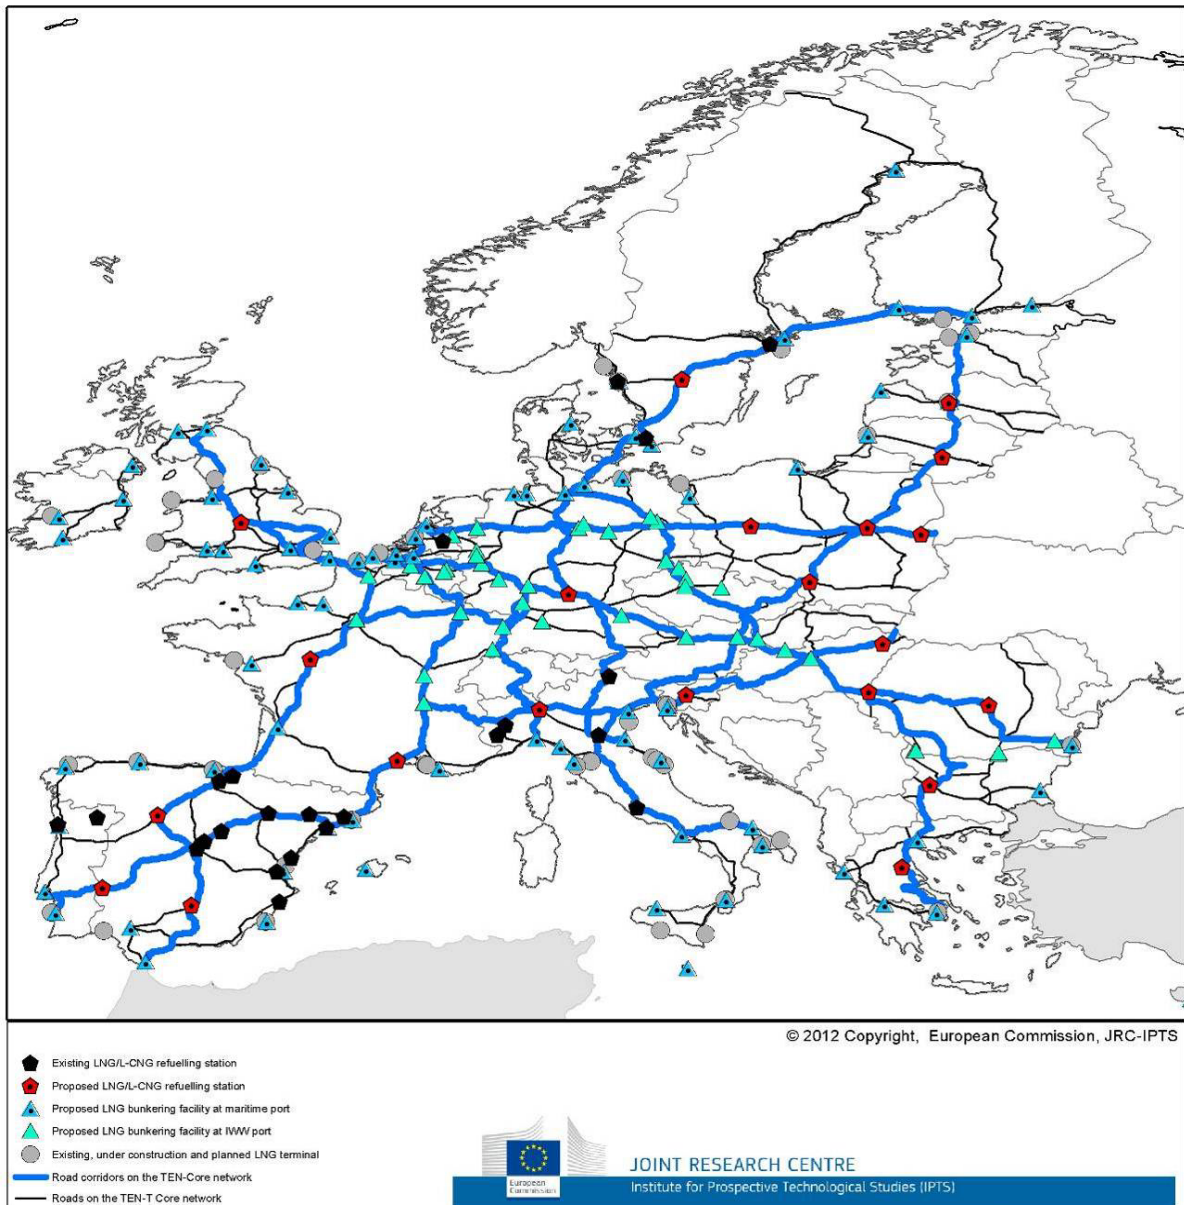 © 2012 Copyright, European Commission, JRC-IPTS
Existing LNG/L-CNG refuelling station
Proposed LNG/L-CNG refuelling station
Proposed LNG bunkering facility at maritime port
Proposed LNG bunkering facility at IWW port
Existing, under construction and planned LNG terminal
Road corridors on the TEN-Core network
Roads on the TEN-T Core network
European
Commission
JOINT RESEARCH CENTRE
Institute for Prospective Technological Studies (IPTS)